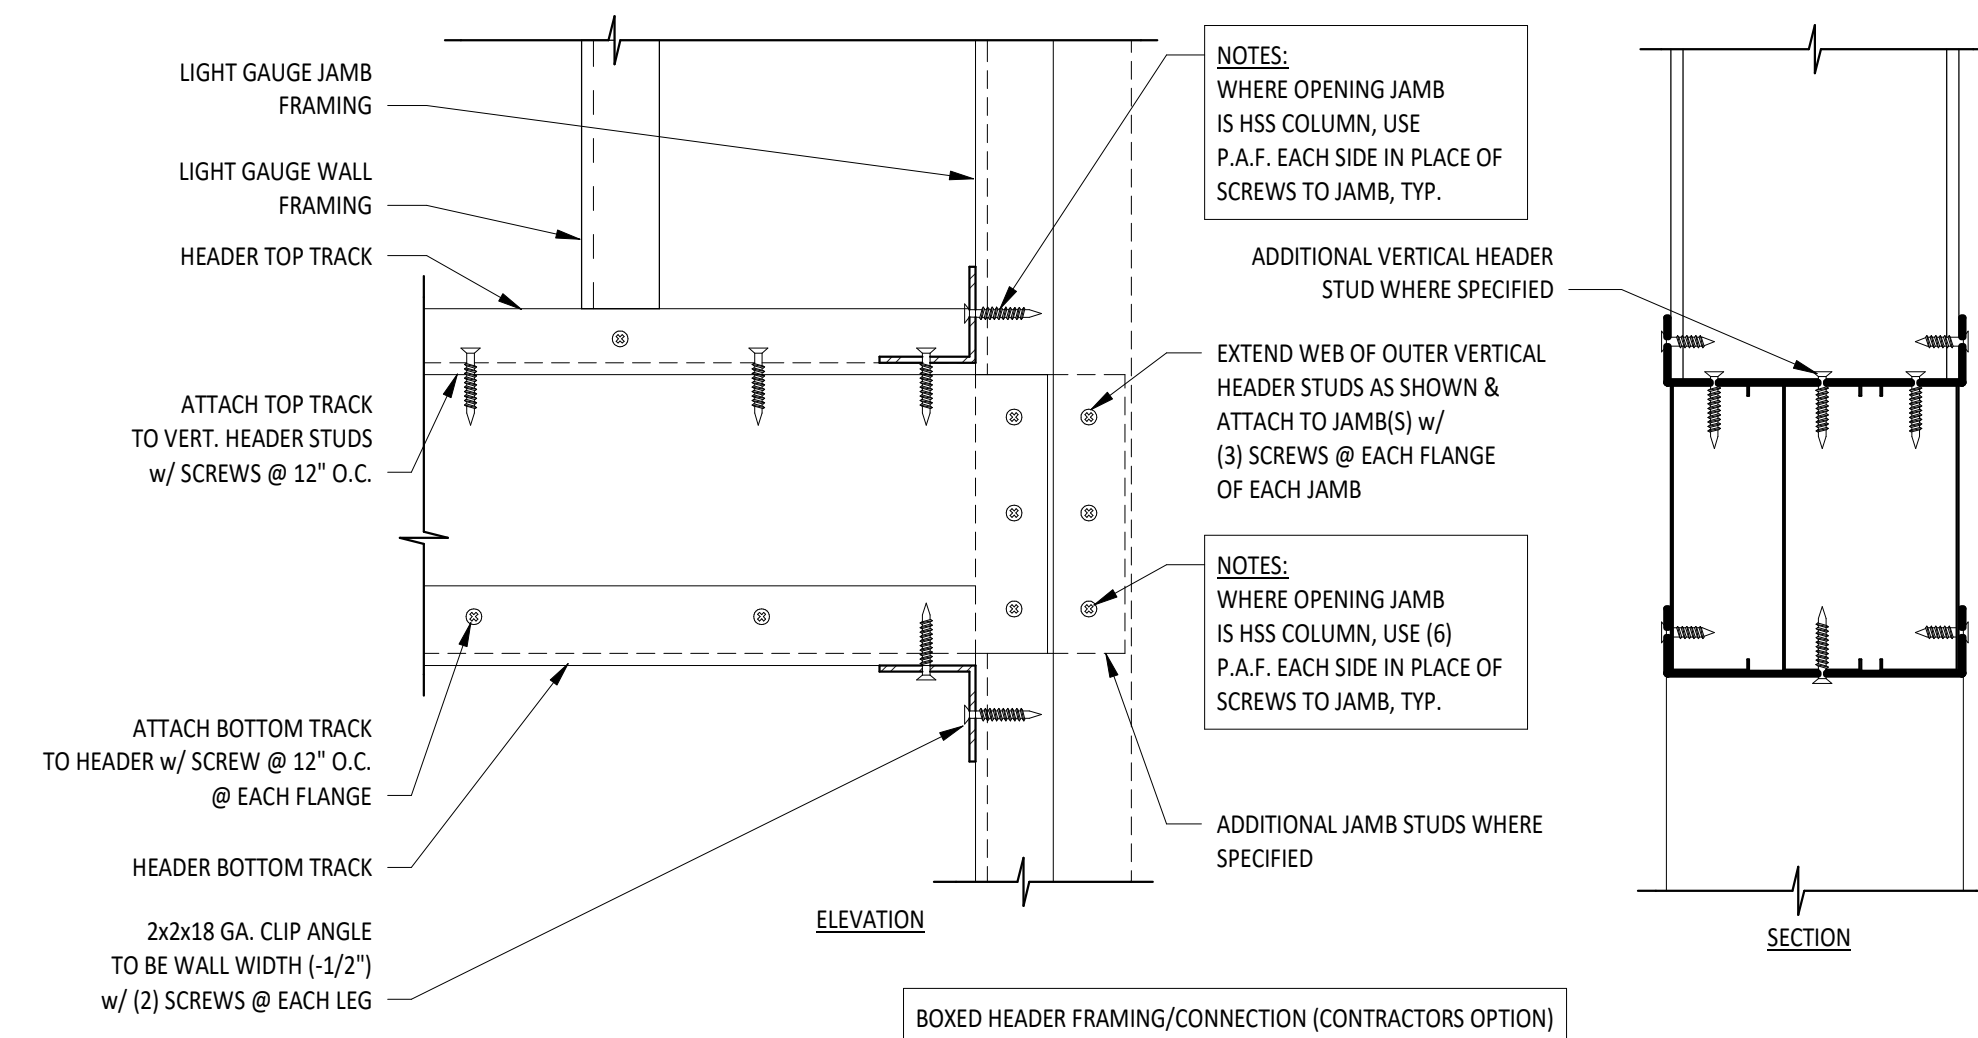 LIGHT GAUGE JAMB
FRAMING
LIGHT GAUGE WALL
FRAMING
HEADER TOP TRACK
ATTACH TOP TRACK
TO VERT. HEADER STUDS
w/ SCREWS @ 12" O.C.
ATTACH BOTTOM TRACK
TO HEADER w/ SCREW @ 12" O.C.
@ EACH FLANGE
HEADER BOTTOM TRACK
2x2x18 GA. CLIP ANGLE
TO BE WALL WIDTH (-1/2")
w/ (2) SCREWS @ EACH LEG
NOTES:
WHERE OPENING JAMB
IS HSS COLUMN, USE
P.A.F. EACH SIDE IN PLACE OF
SCREWS TO JAMB, TYP.
ADDITIONAL VERTICAL HEADER
STUD WHERE SPECIFIED
EXTEND WEB OF OUTER VERTICAL
HEADER STUDS AS SHOWN &
ATTACH TO JAMB(S) w/
(3) SCREWS @ EACH FLANGE
OF EACH JAMB
NOTES:
WHERE OPENING JAMB
IS HSS COLUMN, USE (6)
P.A.F. EACH SIDE IN PLACE OF
SCREWS TO JAMB, TYP.
ADDITIONAL JAMB STUDS WHERE
SPECIFIED
ELEVATION
SECTION
BOXED HEADER FRAMING/CONNECTION (CONTRACTORS OPTION)